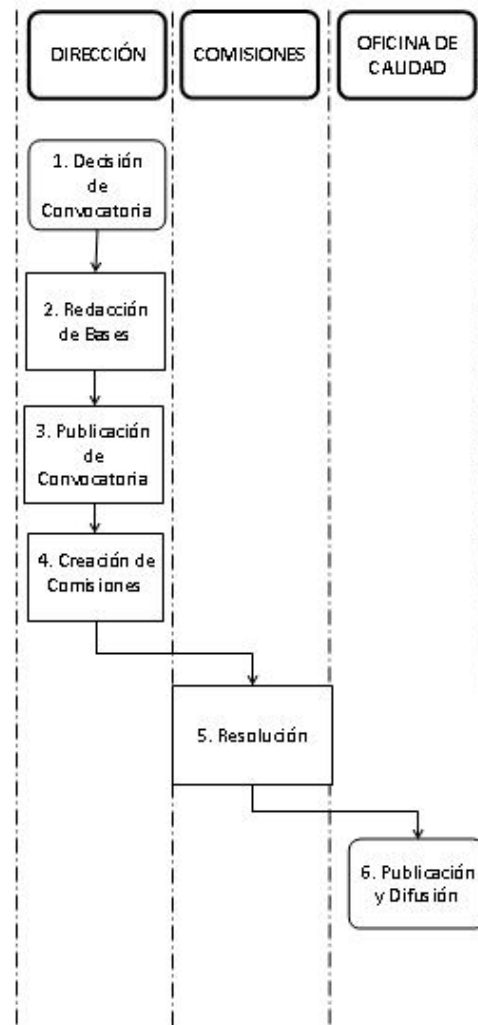 DIRECCIÓN
COMISIONES
OFICINA DE
CALIDAD
1. Decisión
de
Convocatoria
2. Redacción
de Bases
3. Publicación
de
Convocatoria
4. Creación de
Comisiones
5. Resolución
6. Publicación
y Difusión